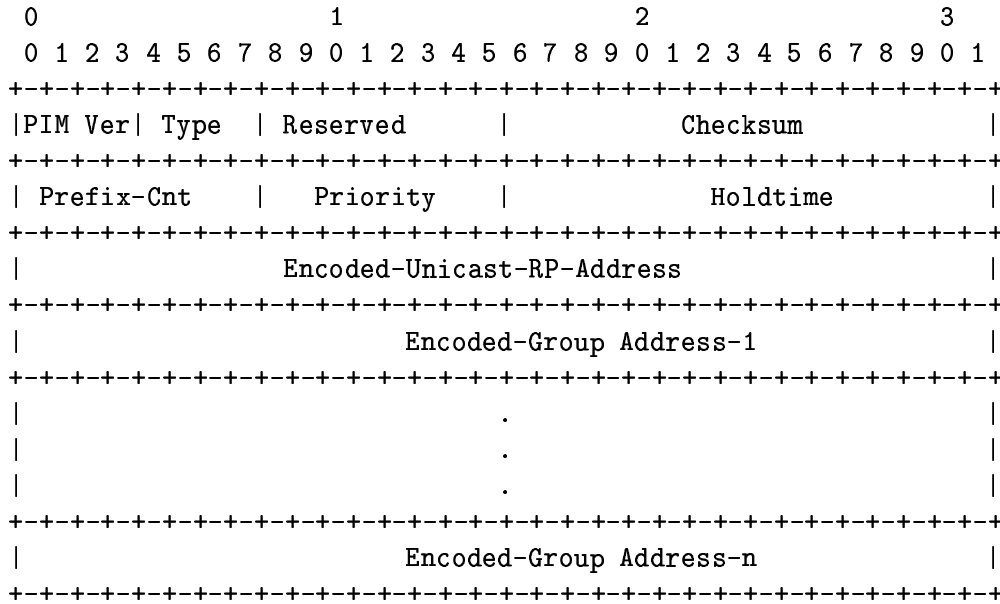 0                   1                   2                   3
 0 1 2 3 4 5 6 7 8 9 0 1 2 3 4 5 6 7 8 9 0 1 2 3 4 5 6 7 8 9 0 1
+-+-+-+-+-+-+-+-+-+-+-+-+-+-+-+-+-+-+-+-+-+-+-+-+-+-+-+-+-+-+-+-+
|PIM Ver| Type  | Reserved      |           Checksum            |
+-+-+-+-+-+-+-+-+-+-+-+-+-+-+-+-+-+-+-+-+-+-+-+-+-+-+-+-+-+-+-+-+
| Prefix-Cnt    |   Priority    |             Holdtime          |
+-+-+-+-+-+-+-+-+-+-+-+-+-+-+-+-+-+-+-+-+-+-+-+-+-+-+-+-+-+-+-+-+
|                 Encoded-Unicast-RP-Address                    |
+-+-+-+-+-+-+-+-+-+-+-+-+-+-+-+-+-+-+-+-+-+-+-+-+-+-+-+-+-+-+-+-+
|                         Encoded-Group Address-1               |
+-+-+-+-+-+-+-+-+-+-+-+-+-+-+-+-+-+-+-+-+-+-+-+-+-+-+-+-+-+-+-+-+
|                               .                               |
|                               .                               |
|                               .                               |
+-+-+-+-+-+-+-+-+-+-+-+-+-+-+-+-+-+-+-+-+-+-+-+-+-+-+-+-+-+-+-+-+
|                         Encoded-Group Address-n               |
+-+-+-+-+-+-+-+-+-+-+-+-+-+-+-+-+-+-+-+-+-+-+-+-+-+-+-+-+-+-+-+-+